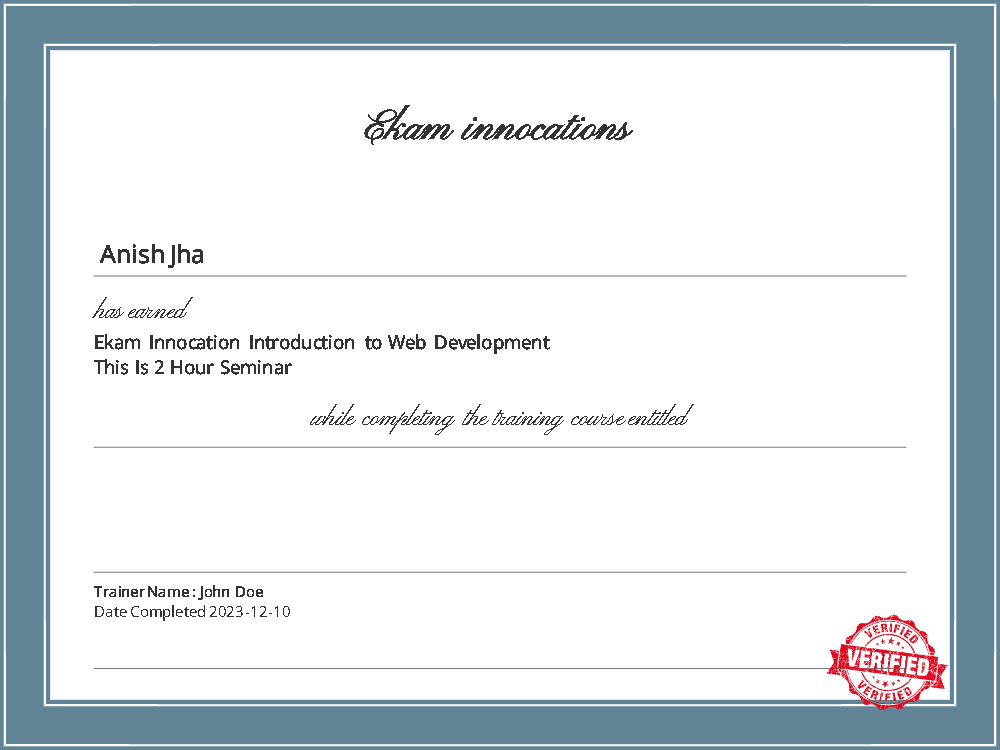 Ekam innocations
Anish Jha
has earned
Ekam Innocation Introduction to Web Development
This Is 2 Hour Seminar
while completing the training course entitled
Trainer Name : John Doe
Date Completed 2023-12-10
VERIFIED
VERIFIED
VERIFIED